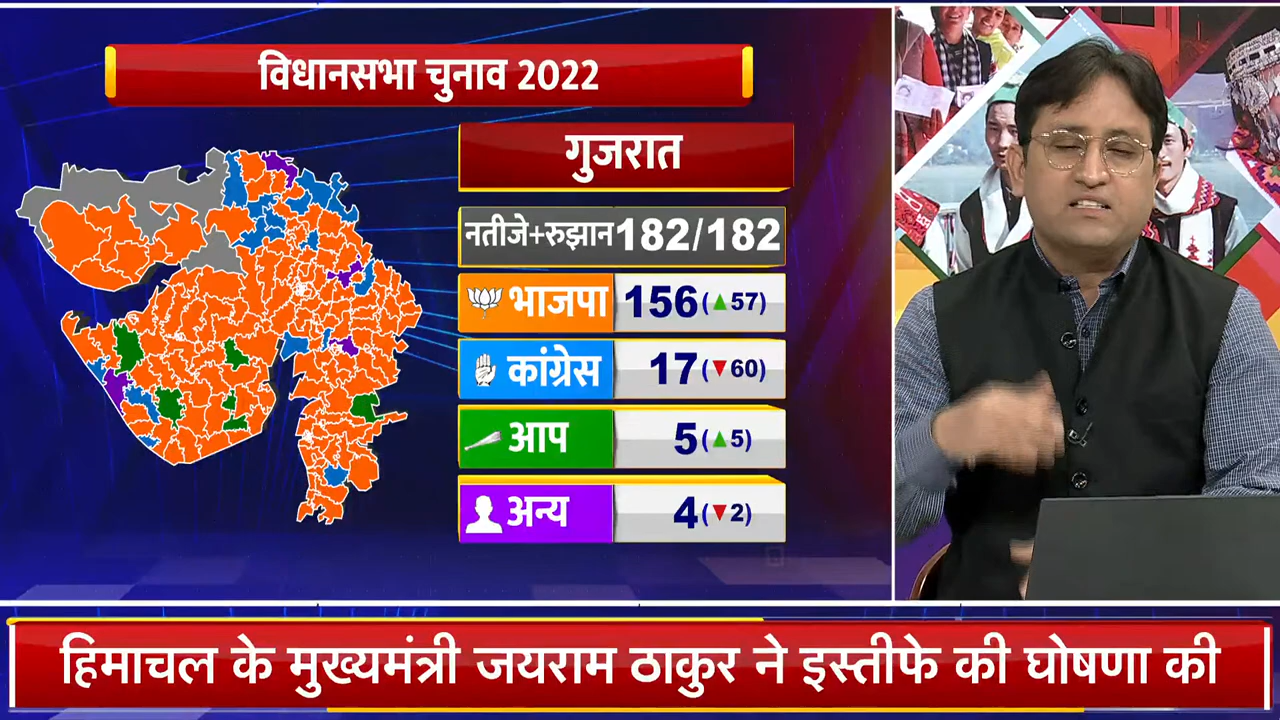 विधानसभा चुनाव 2022
गुजरात
नतीजे+रुझान 182/182
भाजपा 156 (▲57)
कांग्रेस 17 (▼60)
आप 5 (▲5)
अन्य 4 (▼2)
हिमाचल के मुख्यमंत्री जयराम ठाकुर ने इस्तीफे की घोषणा की